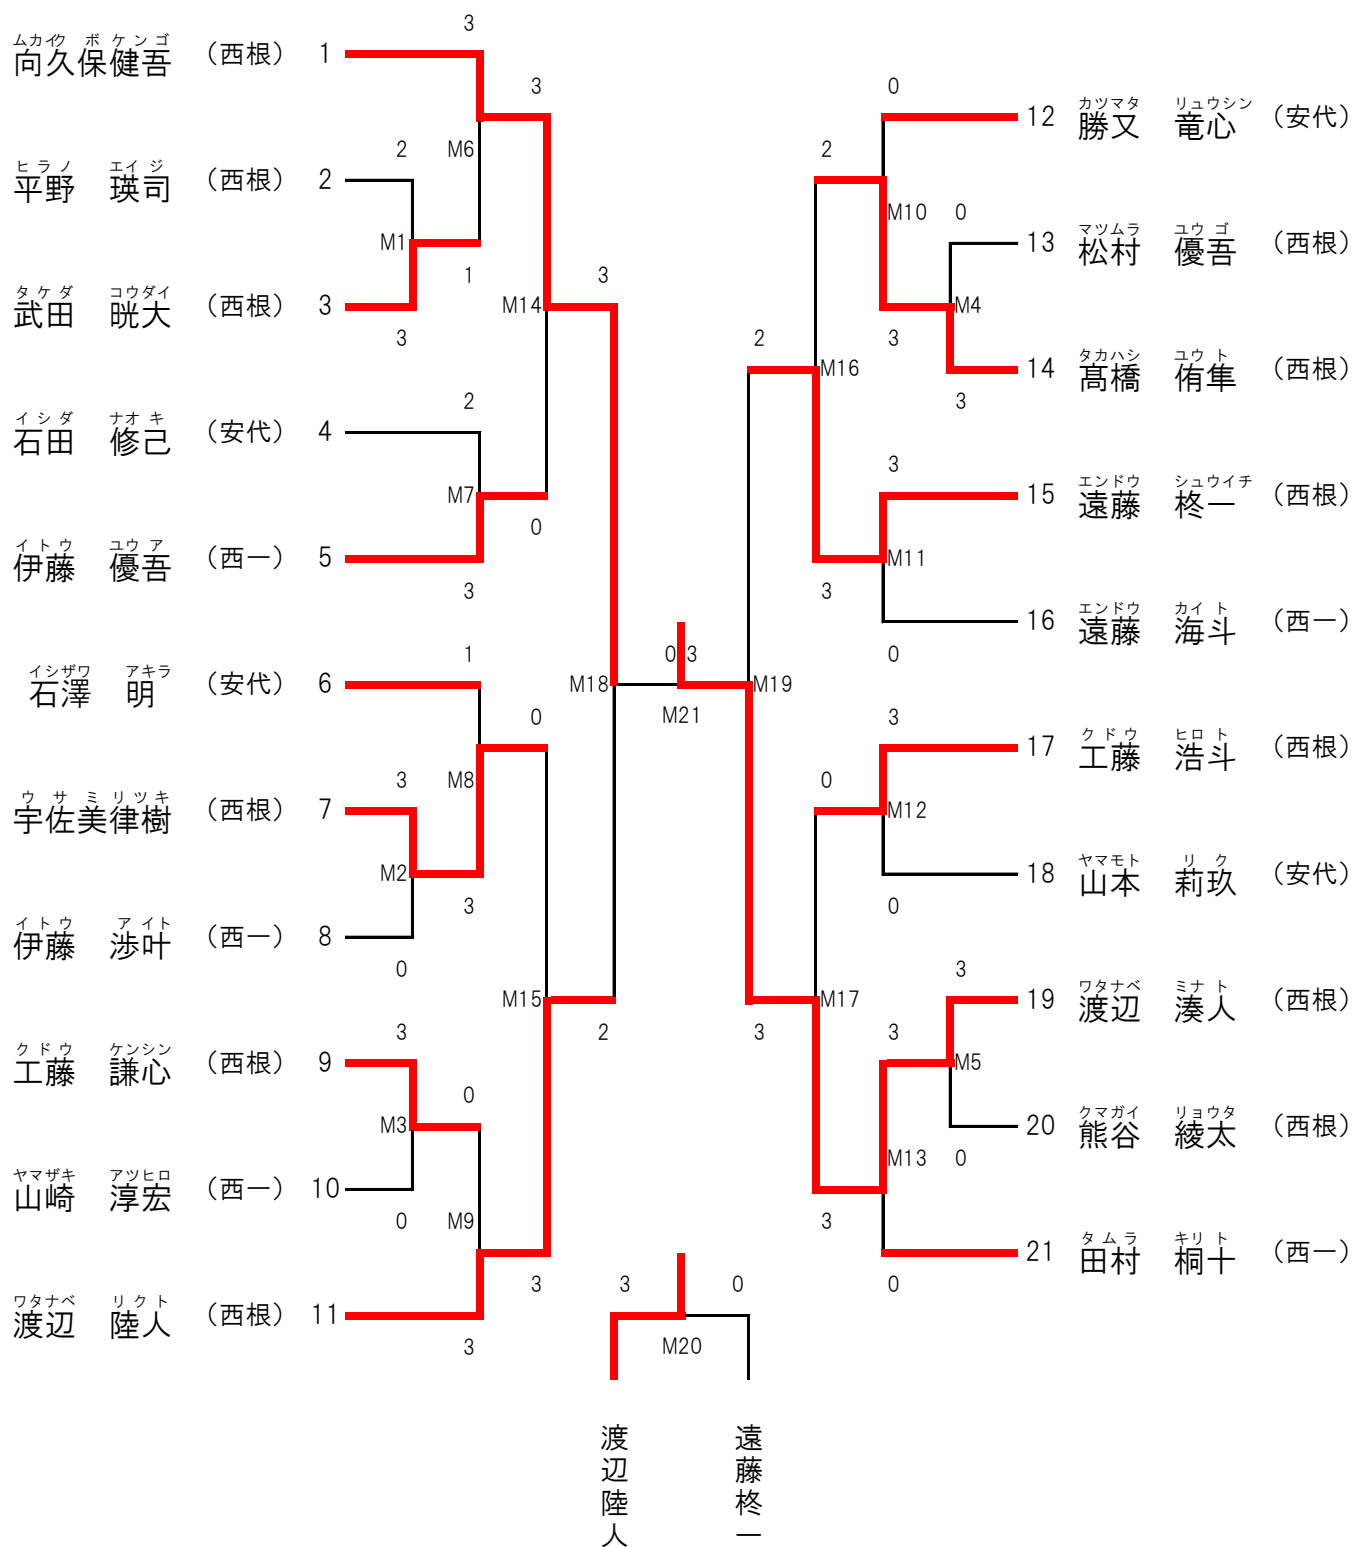 ムカイク ボ ケンゴ
向久保健吾 （西根） 1
ヒラノ エイジ
平野 瑛司 （西根） 2
タケダ コウダイ
武田 晄大 （西根） 3
イシダ ナオキ
石田 修己 （安代） 4
イトウ ユウア
伊藤 優吾 （西一） 5
イシザワ アキラ
石澤 明 （安代） 6
ウサミリツキ
宇佐美律樹 （西根） 7
イトウ アイト
伊藤 渉叶 （西一） 8
クドウ ケンシン
工藤 謙心 （西根） 9
ヤマザキ アツヒロ
山崎 淳宏 （西一） 10
ワタナベ リクト
渡辺 陸人 （西根） 11
3
3
2 M6
M1
1
3
M14
3
2
M7
0
3
1
0
3 M8
M2
3
0
M15
3
0
M3
0 M9
3
3
3
M18
2
0 3
M21
M19
2
3
0
2
M10 0
M4
3
3
M16
3
M11
3
0
3
0
M12
0
M17
3
3
M5
M13 0
3
0
カツマタ リュウシン
12 勝又 竜心 （安代）
マツムラ ユウゴ
13 松村 優吾 （西根）
タカハシ ユウト
14 髙橋 侑隼 （西根）
エンドウ シュウイチ
15 遠藤 柊一 （西根）
エンドウ カイト
16 遠藤 海斗 （西一）
クドウ ヒロト
17 工藤 浩斗 （西根）
ヤマモト リク
18 山本 莉玖 （安代）
ワタナベ ミナト
19 渡辺 湊人 （西根）
クマガイ リョウタ
20 熊谷 綾太 （西根）
タムラ キリト
21 田村 桐十 （西一）
3 0
M20
渡辺陸人
遠藤柊一